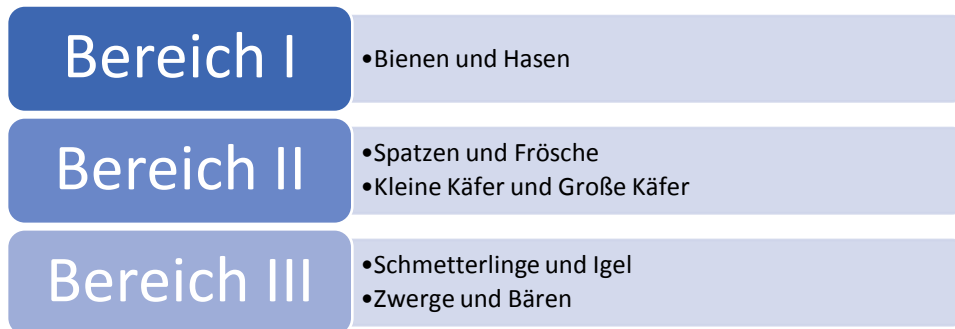 Bereich I
•Bienen und Hasen
Bereich II
•Spatzen und Frösche
•Kleine Käfer und Große Käfer
Bereich III
•Schmetterlinge und Igel
•Zwerge und Bären